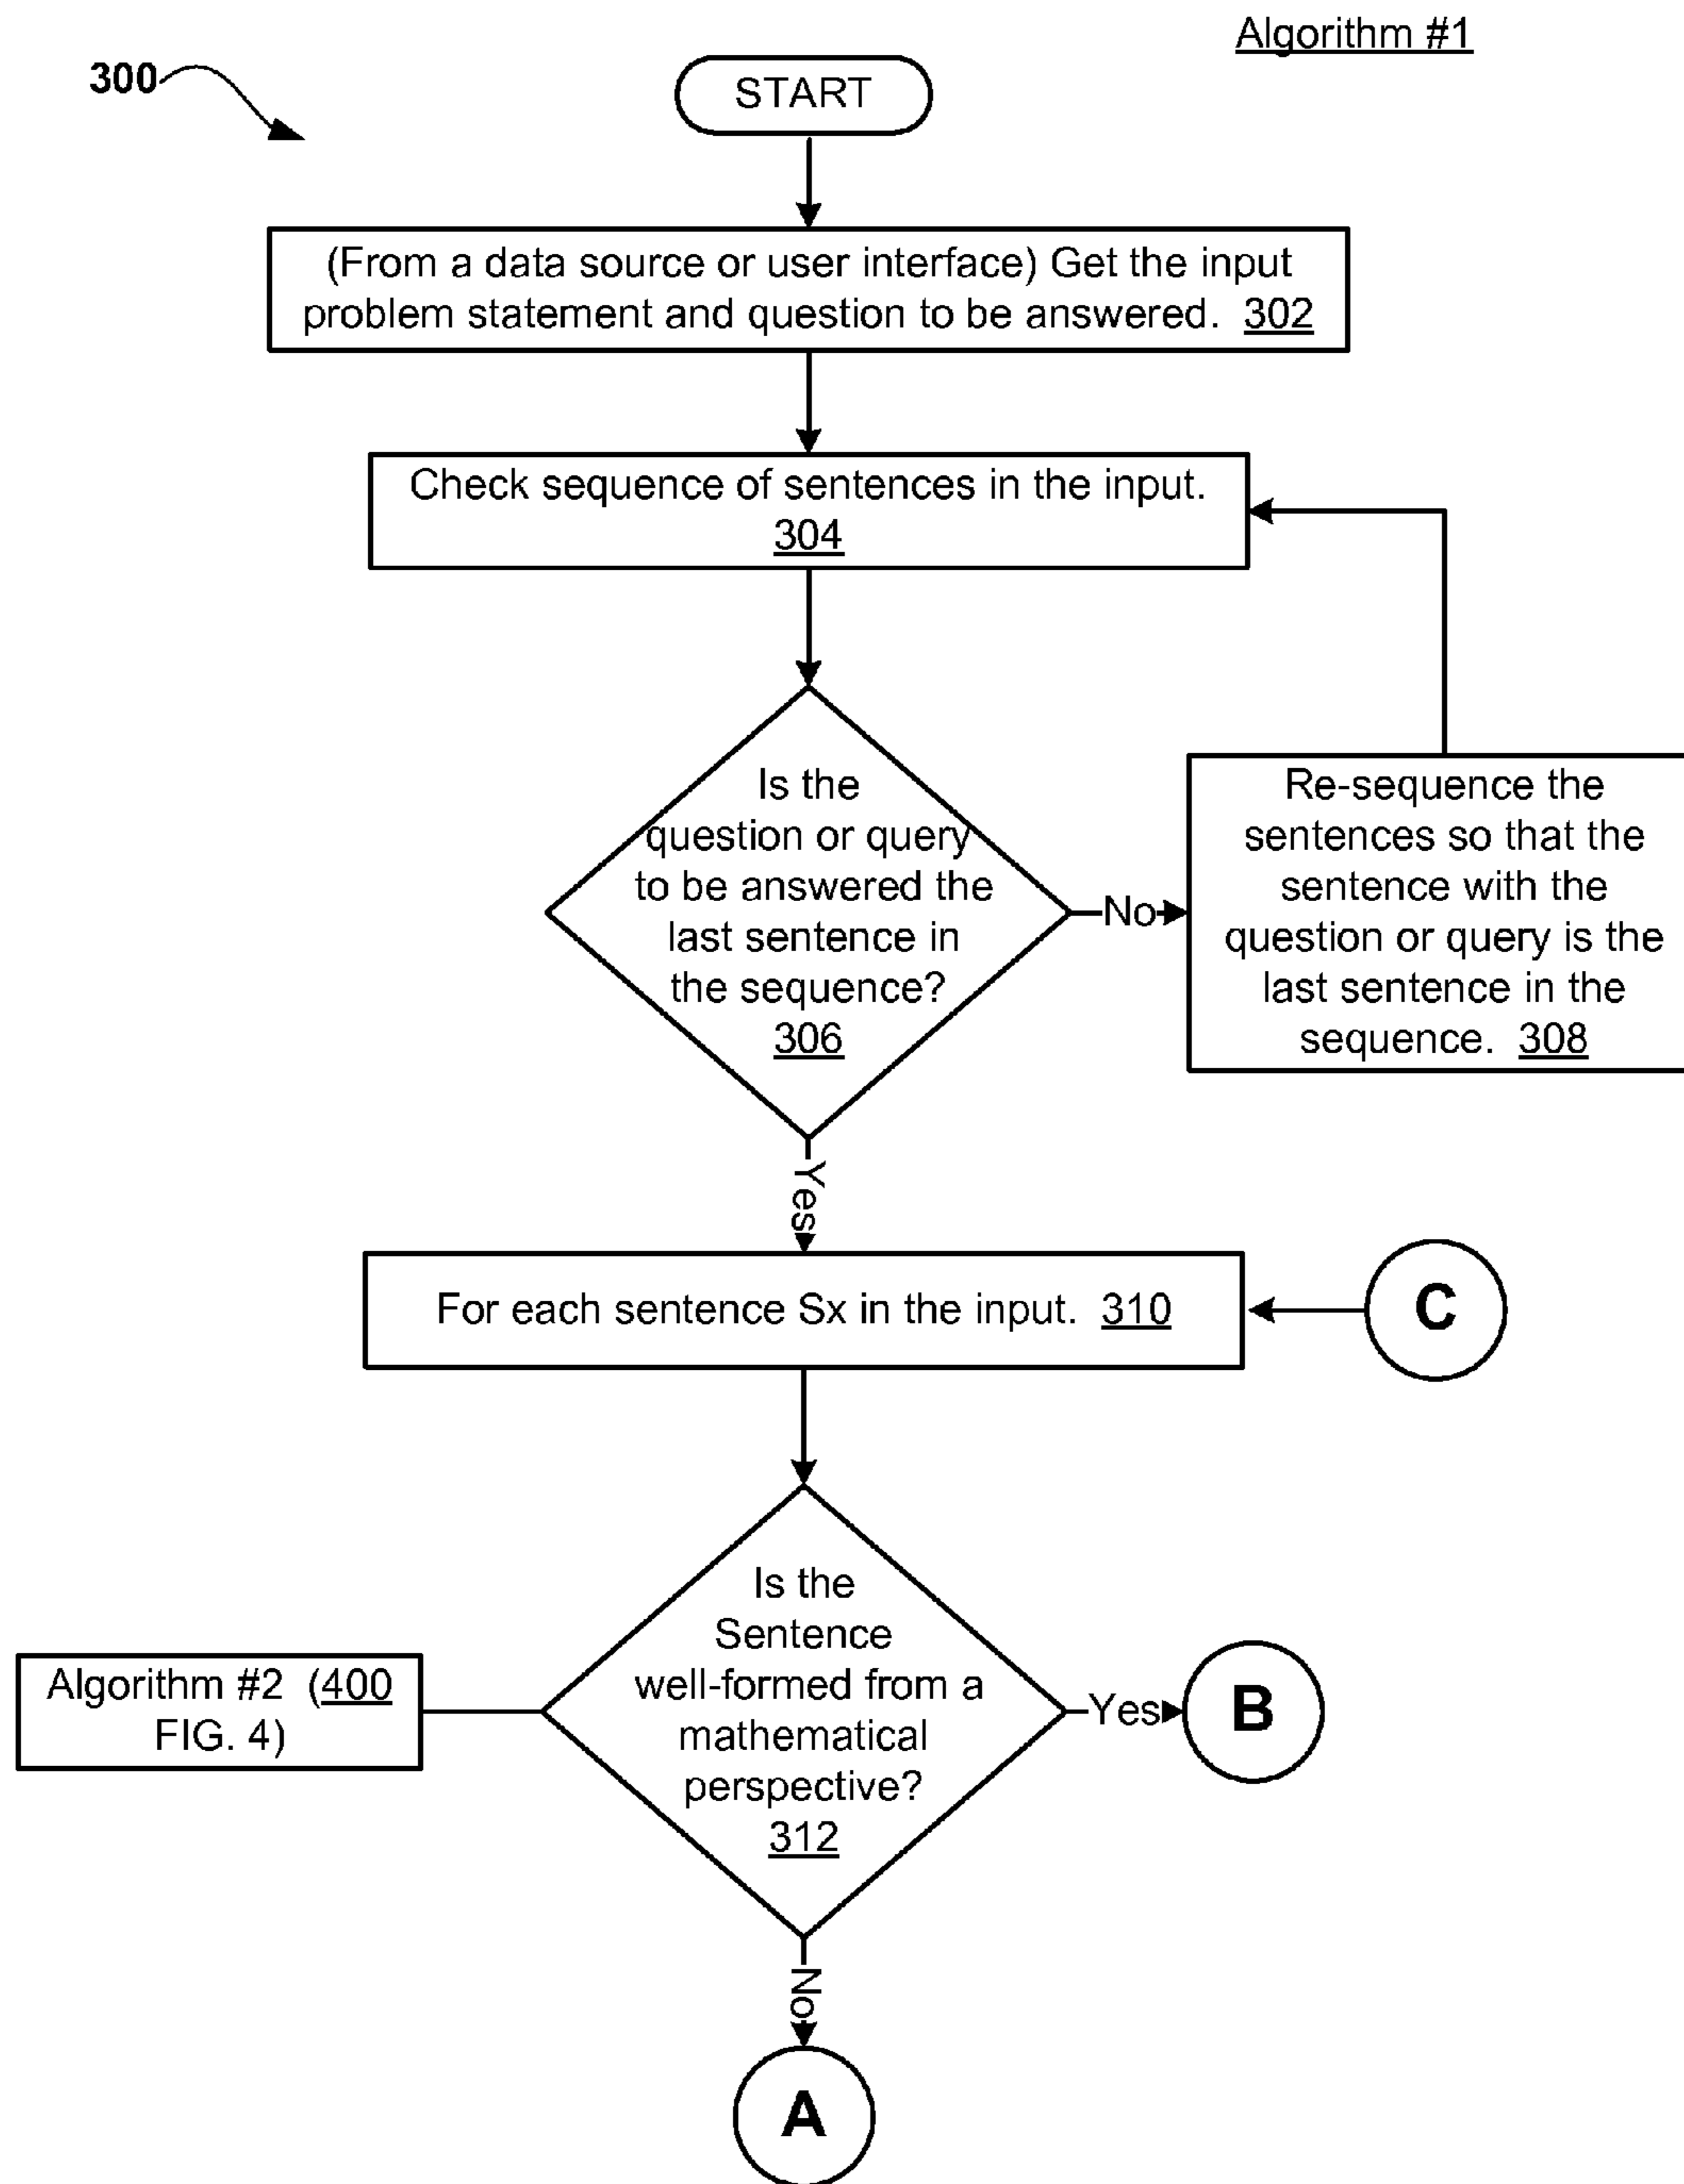 Algorithm #1
300
START
(From a data source or user interface) Get the input
problem statement and question to be answered. 302
Check sequence of sentences in the input.
304
Is the
question or query
to be answered the
last sentence in
the sequence?
306
No
Re-sequence the
sentences so that the
sentence with the
question or query is the
last sentence in the
sequence. 308
Yes
For each sentence Sx in the input. 310
C
Is the
Sentence
well-formed from a
mathematical
perspective?
312
Algorithm #2 (400
FIG. 4)
Yes
B
No
A